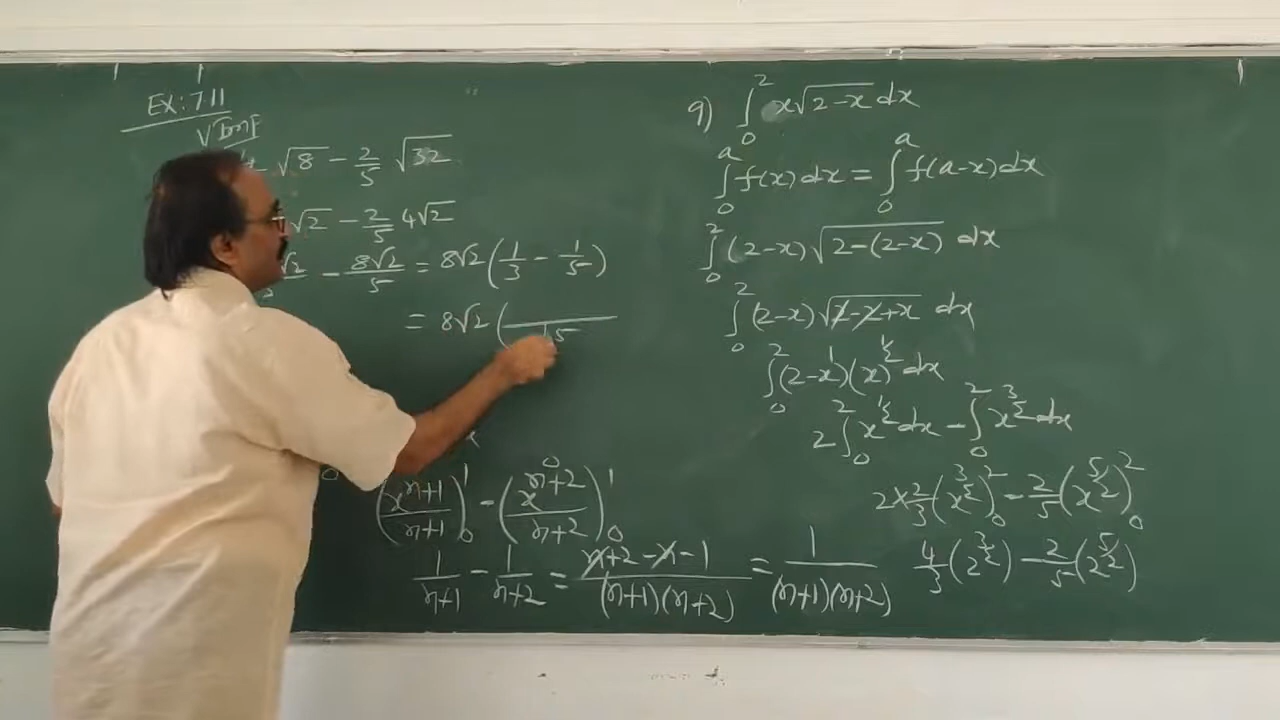 EX: 7.11
√8 − 2/5 √32
√2 − 2/5 4√2
√2 − 8√2/5 = 8√2 (1/3 − 1/5)
= 8√2 ( /15
(x^(n+1)/(n+1))₀¹ − (x^(n+2)/(n+2))₀¹
1/(n+1) − 1/(n+2) = (n+2−n−1)/((n+1)(n+2)) = 1/((n+1)(n+2))
9) ∫₀² x√(2−x) dx
∫₀ᵃ f(x) dx = ∫₀ᵃ f(a−x) dx
∫₀² (2−x) √(2−(2−x)) dx
∫₀² (2−x) √(2−2+x) dx
∫₀² (2−x¹)(x)^(1/2) dx
2 ∫₀² x^(1/2) dx − ∫₀² x^(3/2) dx
2×2/3 (x^(3/2))₀² − 2/5 (x^(5/2))₀²
4/3 (2^(3/2)) − 2/5 (2^(5/2))